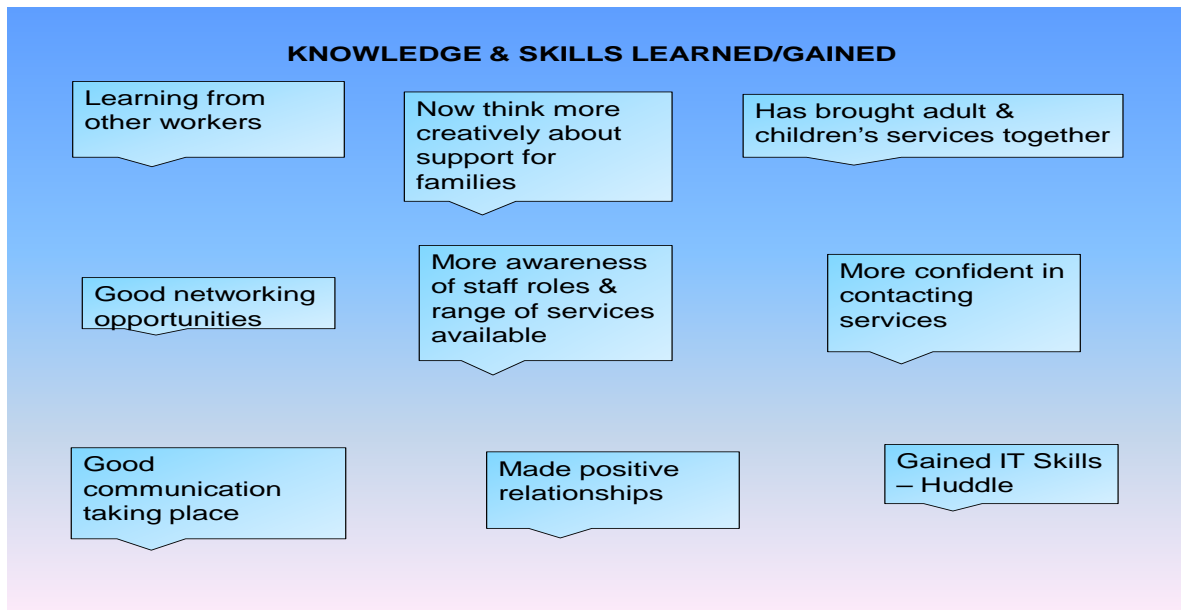 KNOWLEDGE & SKILLS LEARNED/GAINED
Learning from
other workers
Now think more
creatively about
support for
families
Has brought adult &
children's services together
Good networking
opportunities
More awareness
of staff roles &
range of services
available
More confident in
contacting
services
Good
communication
taking place
Made positive
relationships
Gained IT Skills
– Huddle